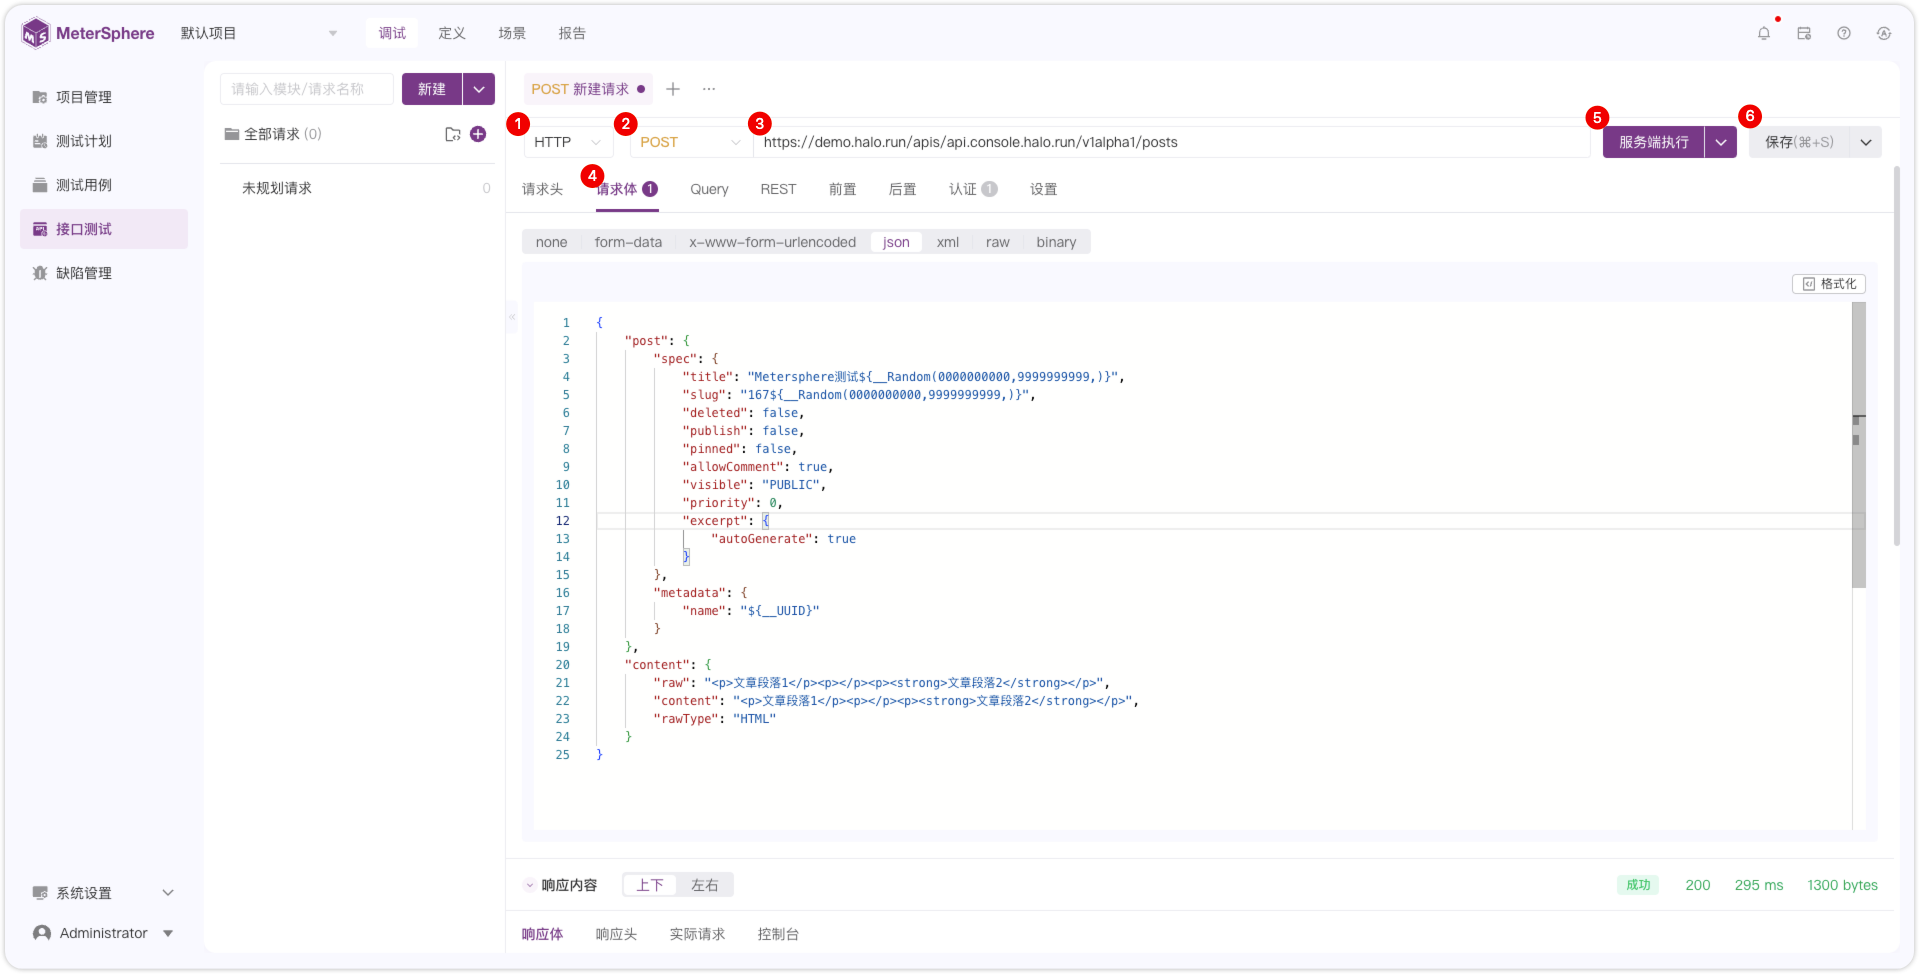 MeterSphere 默认项目 调试 定义 场景 报告
项目管理
测试计划
测试用例
接口测试
缺陷管理
系统设置
Administrator
请输入模块/请求名称 新建
全部请求 (0)
未规划请求 0
POST 新建请求
1 HTTP 2 POST 3 https://demo.halo.run/apis/api.console.halo.run/v1alpha1/posts 5 服务端执行 6 保存(⌘+S)
请求头 4 请求体 1 Query REST 前置 后置 认证 1 设置
none form-data x-www-form-urlencoded json xml raw binary
格式化
1 {
2 "post": {
3 "spec": {
4 "title": "Metersphere测试${__Random(0000000000,9999999999,)}",
5 "slug": "167${__Random(0000000000,9999999999,)}",
6 "deleted": false,
7 "publish": false,
8 "pinned": false,
9 "allowComment": true,
10 "visible": "PUBLIC",
11 "priority": 0,
12 "excerpt": {
13 "autoGenerate": true
14 }
15 },
16 "metadata": {
17 "name": "${__UUID}"
18 }
19 },
20 "content": {
21 "raw": "<p>文章段落1</p><p></p><p><strong>文章段落2</strong></p>",
22 "content": "<p>文章段落1</p><p></p><p><strong>文章段落2</strong></p>",
23 "rawType": "HTML"
24 }
25 }
响应内容 上下 左右 成功 200 295 ms 1300 bytes
响应体 响应头 实际请求 控制台